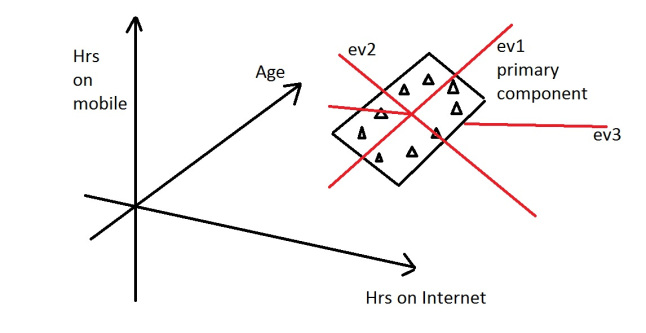 Hrs
on
mobile
Age
ev2
ev1
primary
component
ev3
Hrs on Internet